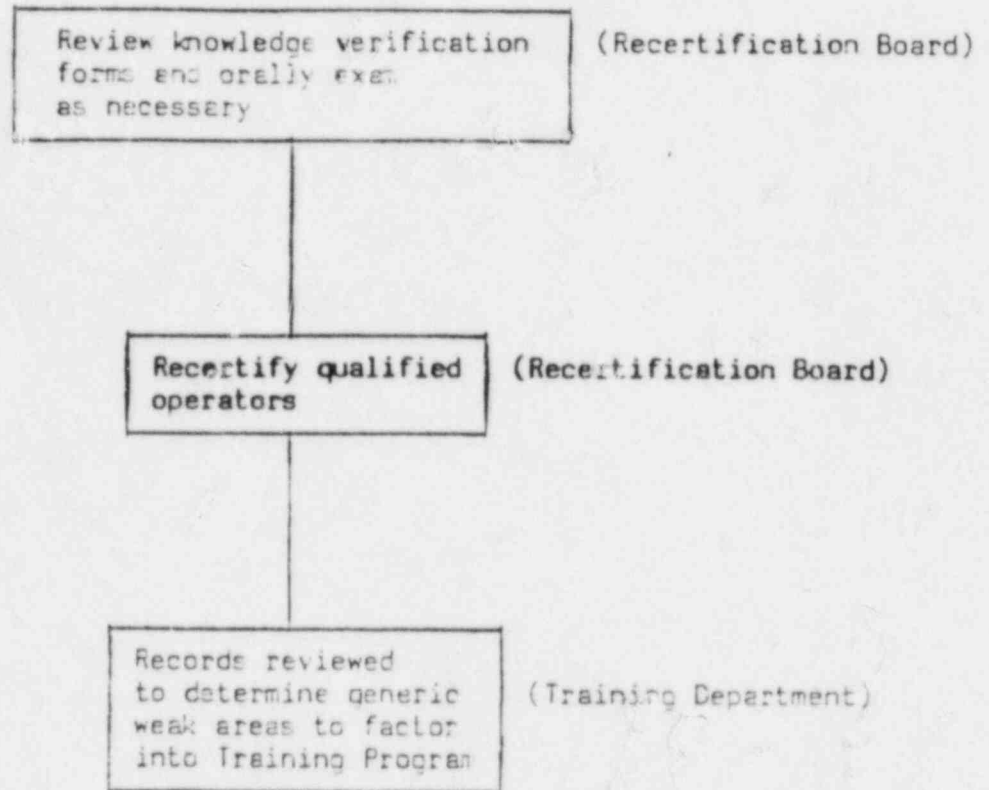 Review knowledge verification (Recertification Board)
forms and orally exam
as necessary
Recertify qualified (Recertification Board)
operators
Records reviewed
to determine generic (Training Department)
weak areas to factor
into Training Program